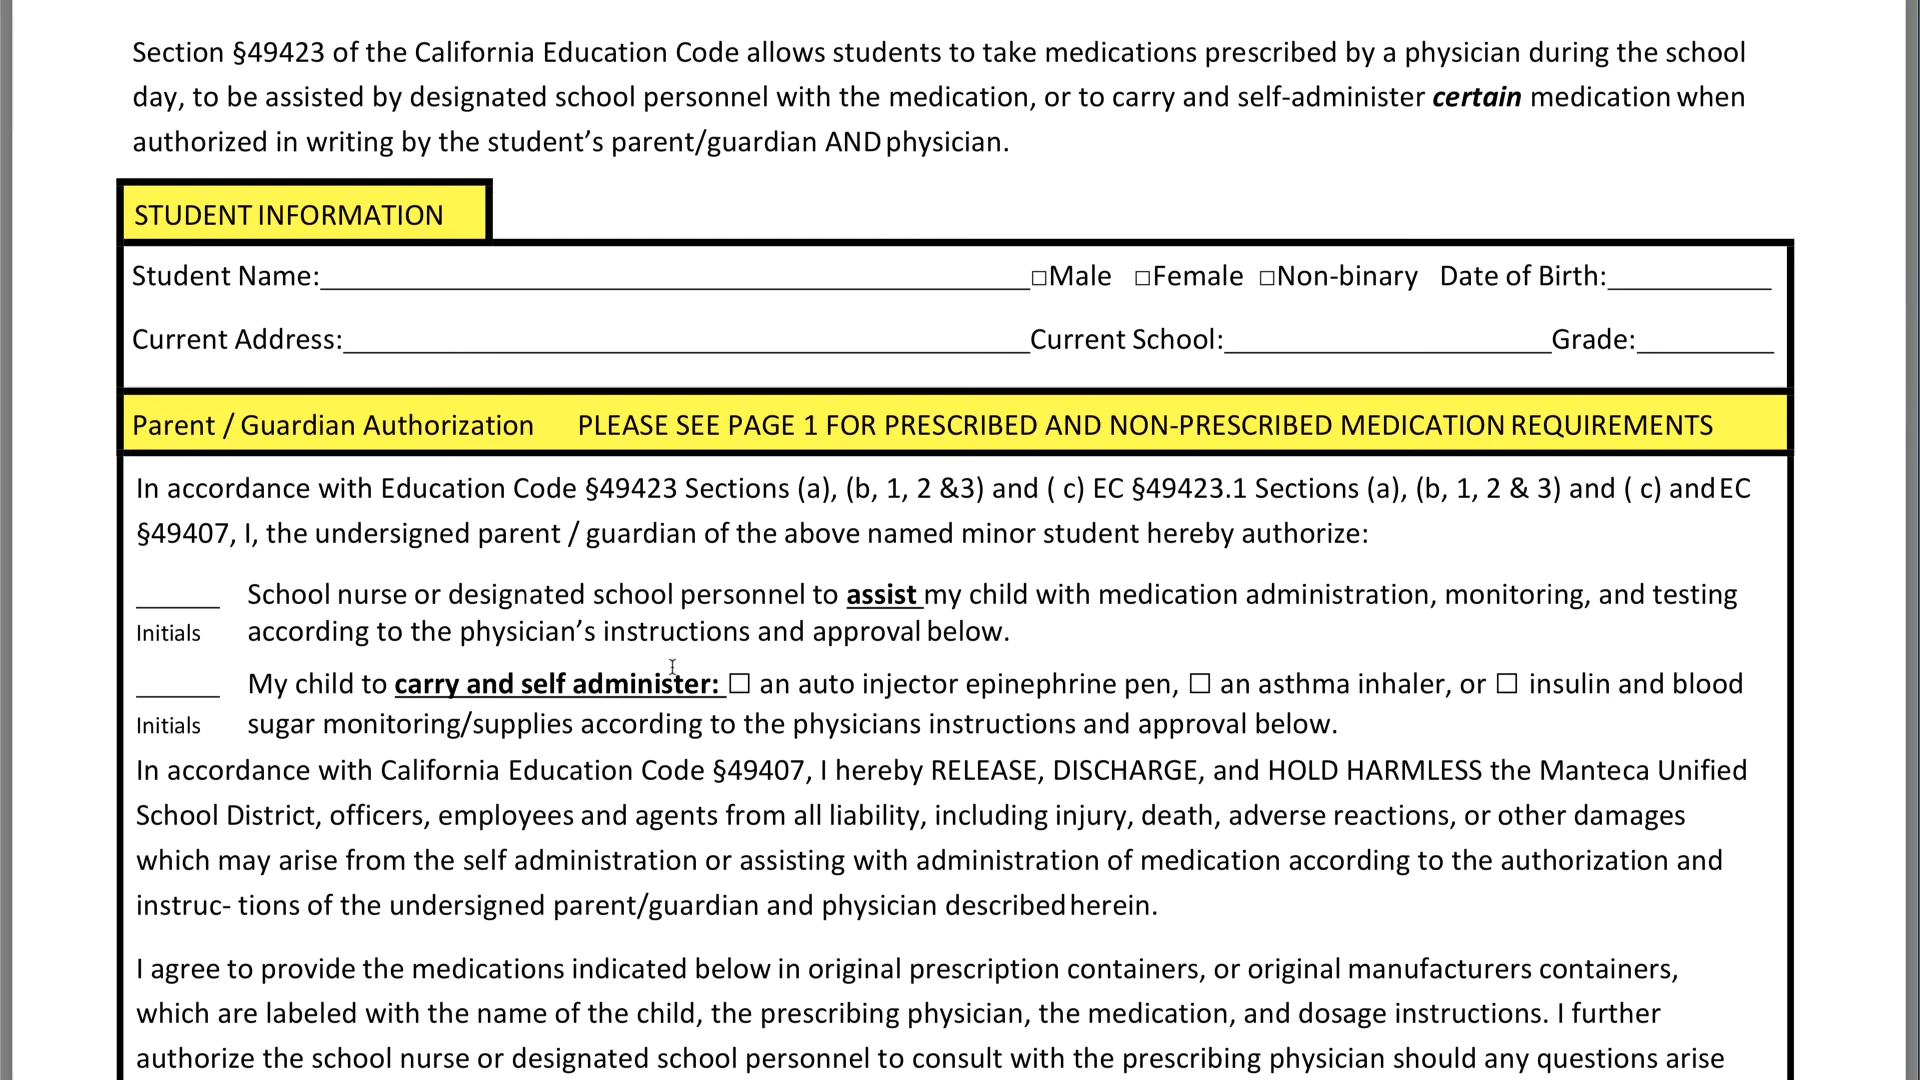 Section §49423 of the California Education Code allows students to take medications prescribed by a physician during the school
day, to be assisted by designated school personnel with the medication, or to carry and self-administer certain medication when
authorized in writing by the student’s parent/guardian AND physician.
STUDENT INFORMATION
Student Name:____________________ □Male □Female □Non-binary Date of Birth:__________
Current Address:____________________ Current School:____________________ Grade:__________
Parent / Guardian Authorization PLEASE SEE PAGE 1 FOR PRESCRIBED AND NON-PRESCRIBED MEDICATION REQUIREMENTS
In accordance with Education Code §49423 Sections (a), (b, 1, 2 &3) and ( c) EC §49423.1 Sections (a), (b, 1, 2 & 3) and ( c) and EC
§49407, I, the undersigned parent / guardian of the above named minor student hereby authorize:
______ School nurse or designated school personnel to assist my child with medication administration, monitoring, and testing
Initials according to the physician’s instructions and approval below.
______ My child to carry and self administer: ☐ an auto injector epinephrine pen, ☐ an asthma inhaler, or ☐ insulin and blood
Initials sugar monitoring/supplies according to the physicians instructions and approval below.
In accordance with California Education Code §49407, I hereby RELEASE, DISCHARGE, and HOLD HARMLESS the Manteca Unified
School District, officers, employees and agents from all liability, including injury, death, adverse reactions, or other damages
which may arise from the self administration or assisting with administration of medication according to the authorization and
instruc- tions of the undersigned parent/guardian and physician described herein.
I agree to provide the medications indicated below in original prescription containers, or original manufacturers containers,
which are labeled with the name of the child, the prescribing physician, the medication, and dosage instructions. I further
authorize the school nurse or designated school personnel to consult with the prescribing physician should any questions arise